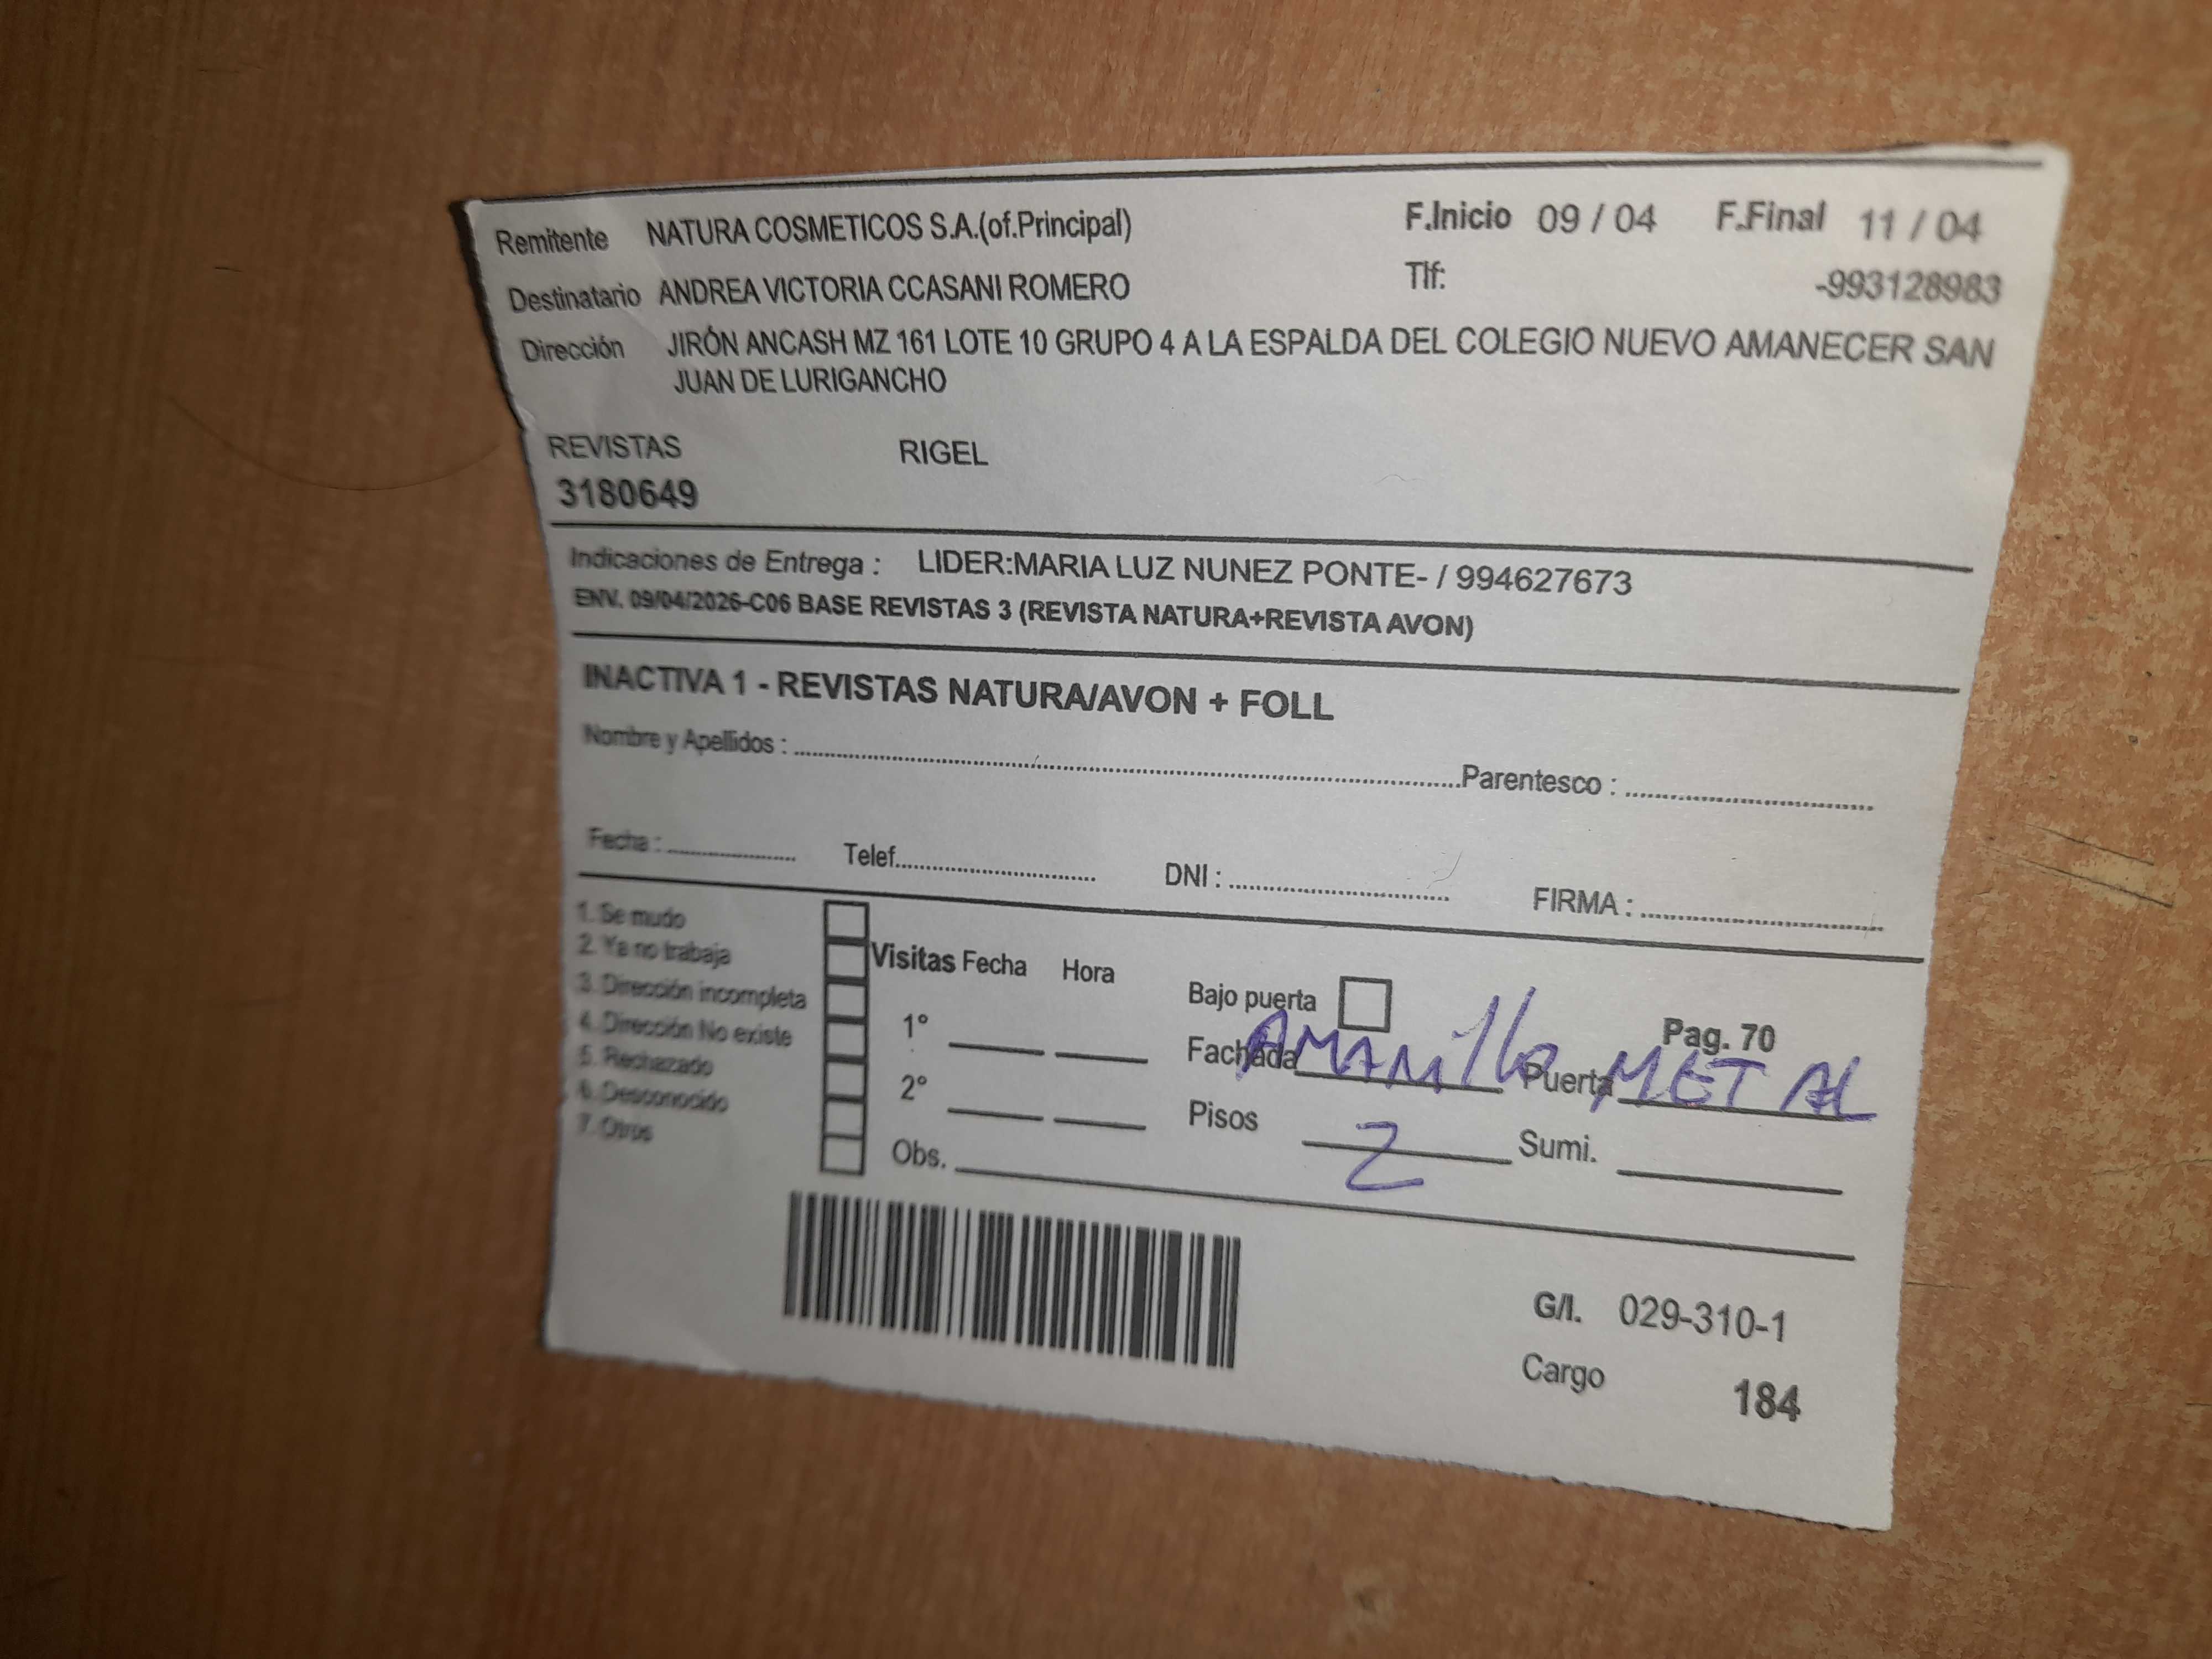 Remitente NATURA COSMETICOS S.A.(of.Principal) F.Inicio 09 / 04 F.Final 11 / 04
Destinatario ANDREA VICTORIA CCASANI ROMERO Tlf: -993128983
Dirección JIRÓN ANCASH MZ 161 LOTE 10 GRUPO 4 A LA ESPALDA DEL COLEGIO NUEVO AMANECER SAN
JUAN DE LURIGANCHO
REVISTAS RIGEL
3180649
Indicaciones de Entrega : LIDER:MARIA LUZ NUNEZ PONTE- / 994627673
ENV. 09/04/2026-C06 BASE REVISTAS 3 (REVISTA NATURA+REVISTA AVON)
INACTIVA 1 - REVISTAS NATURA/AVON + FOLL
Nombre y Apellidos : Parentesco :
Fecha : Telef. DNI : FIRMA :
1. Se mudo
2. Ya no trabaja
3. Dirección incompleta
4. Dirección No existe
5. Rechazado
6. Desconocido
7. Otros
Visitas Fecha Hora
1°
2°
Obs.
Bajo puerta
Pag. 70
Fachada AMARillo Puerta METAL
Pisos 2 Sumi.
G/I. 029-310-1
Cargo 184